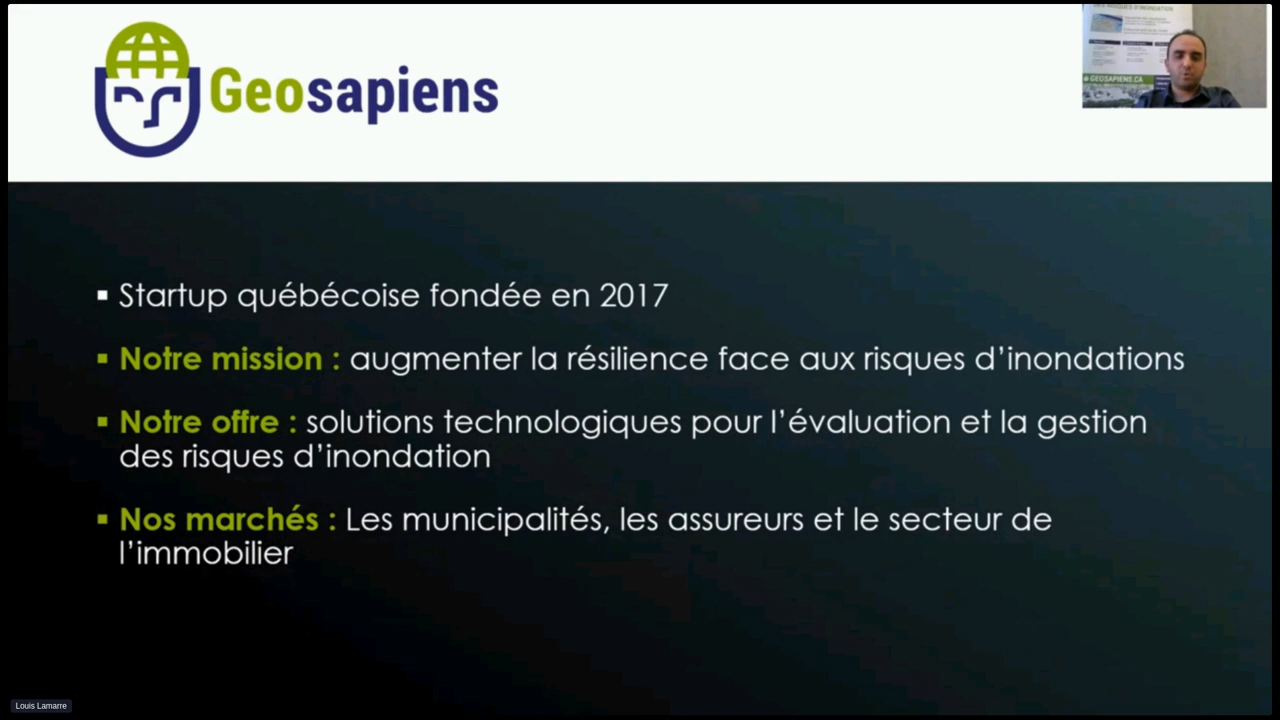 Geosapiens
RISQUES D'INONDATION
GEOSAPIENS.CA
▪ Startup québécoise fondée en 2017
▪ Notre mission : augmenter la résilience face aux risques d’inondations
▪ Notre offre : solutions technologiques pour l’évaluation et la gestion
des risques d’inondation
▪ Nos marchés : Les municipalités, les assureurs et le secteur de
l’immobilier
Louis Lamarre